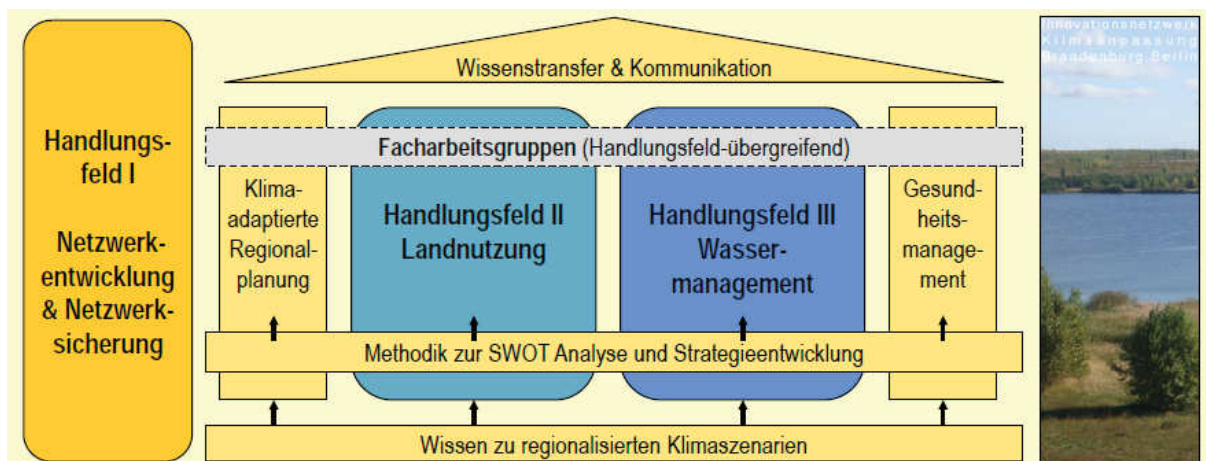 Handlungs-
feld I
Netzwerk-
entwicklung
& Netzwerk-
sicherung
Wissenstransfer & Kommunikation
Facharbeitsgruppen (Handlungsfeld-übergreifend)
Klima-
adaptierte
Regional-
planung
Handlungsfeld II
Landnutzung
Handlungsfeld III
Wasser-
management
Gesund-
heits-
manage-
ment
Methodik zur SWOT Analyse und Strategieentwicklung
Wissen zu regionalisierten Klimaszenarien
Innovationsnetzwerk
Klimaanpassung
Brandenburg Berlin